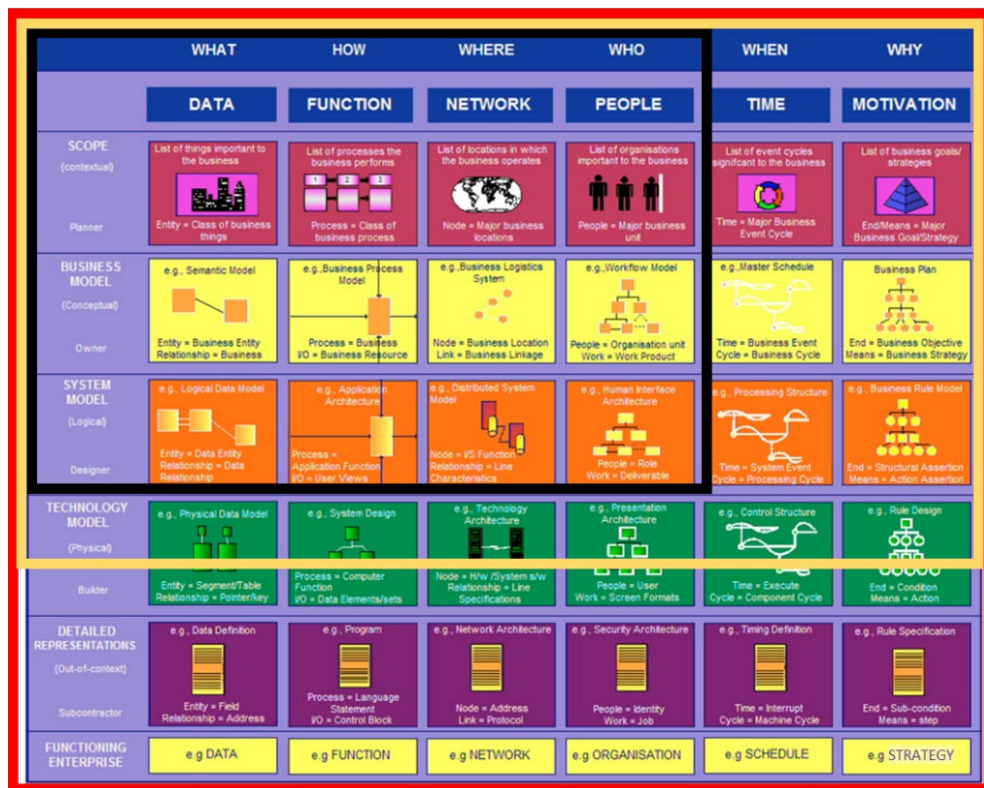 WHAT HOW WHERE WHO WHEN WHY
DATA FUNCTION NETWORK PEOPLE TIME MOTIVATION
SCOPE
{contextual}
Planner
List of things important to
the business
Entity = Class of business
things
List of processes the
business performs
1 2 3
Process = Class of
business process
List of locations in which
the business operates
Node = Major business
locations
List of organisations
important to the business
People = Major business
unit
List of event cycles
signifcant to the business
Time = Major Business
Event Cycle
List of business goals/
strategies
End/Means = Major
Business Goal/Strategy
BUSINESS
MODEL
{Conceptual}
Owner
e.g., Semantic Model
Entity = Business Entity
Relationship = Business
e.g.,Business Process
Model
Process = Business
I/O = Business Resource
e.g.,Business Logistics
System
Node = Business Location
Link = Business Linkage
e.g.,Workflow Model
People = Organisation unit
Work = Work Product
e.g.,Master Schedule
Time = Business Event
Cycle = Business Cycle
Business Plan
End = Business Objective
Means = Business Strategy
SYSTEM
MODEL
{Logical}
Designer
e.g., Logical Data Model
Entity = Data Entity
Relationship = Data
Relationship
e.g., Application
Architecture
Process =
Application Function
I/O = User Views
e.g., Distributed System
Model
Node = I/S Function
Relationship = Line
Characteristics
e.g., Human Interface
Architecture
People = Role
Work = Deliverable
e.g., Processing Structure
Time = System Event
Cycle = Processing Cycle
e.g., Business Rule Model
End = Structural Assertion
Means = Action Assertion
TECHNOLOGY
MODEL
{Physical}
Builder
e.g., Physical Data Model
Entity = Segment/Table
Relationship = Pointer/key
e.g., System Design
Process = Computer
Function
I/O = Data Elements/sets
e.g., Technology
Architecture
Node = H/w /System s/w
Relationship = Line
Specifications
e.g., Presentation
Architecture
People = User
Work = Screen Formats
e.g., Control Structure
Time = Execute
Cycle = Component Cycle
e.g., Rule Design
End = Condition
Means = Action
DETAILED
REPRESENTATIONS
{Out-of-context}
Subcontractor
e.g., Data Definition
Entity = Field
Relationship = Address
e.g., Program
Process = Language
Statement
I/O = Control Block
e.g., Network Architecture
Node = Address
Link = Protocol
e.g., Security Architecture
People = Identity
Work = Job
e.g., Timing Definition
Time = Interrupt
Cycle = Machine Cycle
e.g., Rule Specification
End = Sub-condition
Means = step
FUNCTIONING
ENTERPRISE
e.g DATA
e.g FUNCTION
e.g NETWORK
e.g ORGANISATION
e.g SCHEDULE
e.g STRATEGY